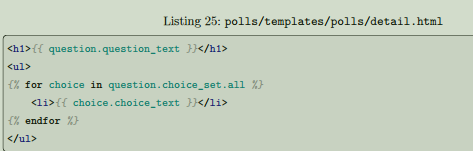 Listing 25: polls/templates/polls/detail.html
<h1>{{ question.question_text }}</h1>
<ul>
{% for choice in question.choice_set.all %}
    <li>{{ choice.choice_text }}</li>
{% endfor %}
</ul>